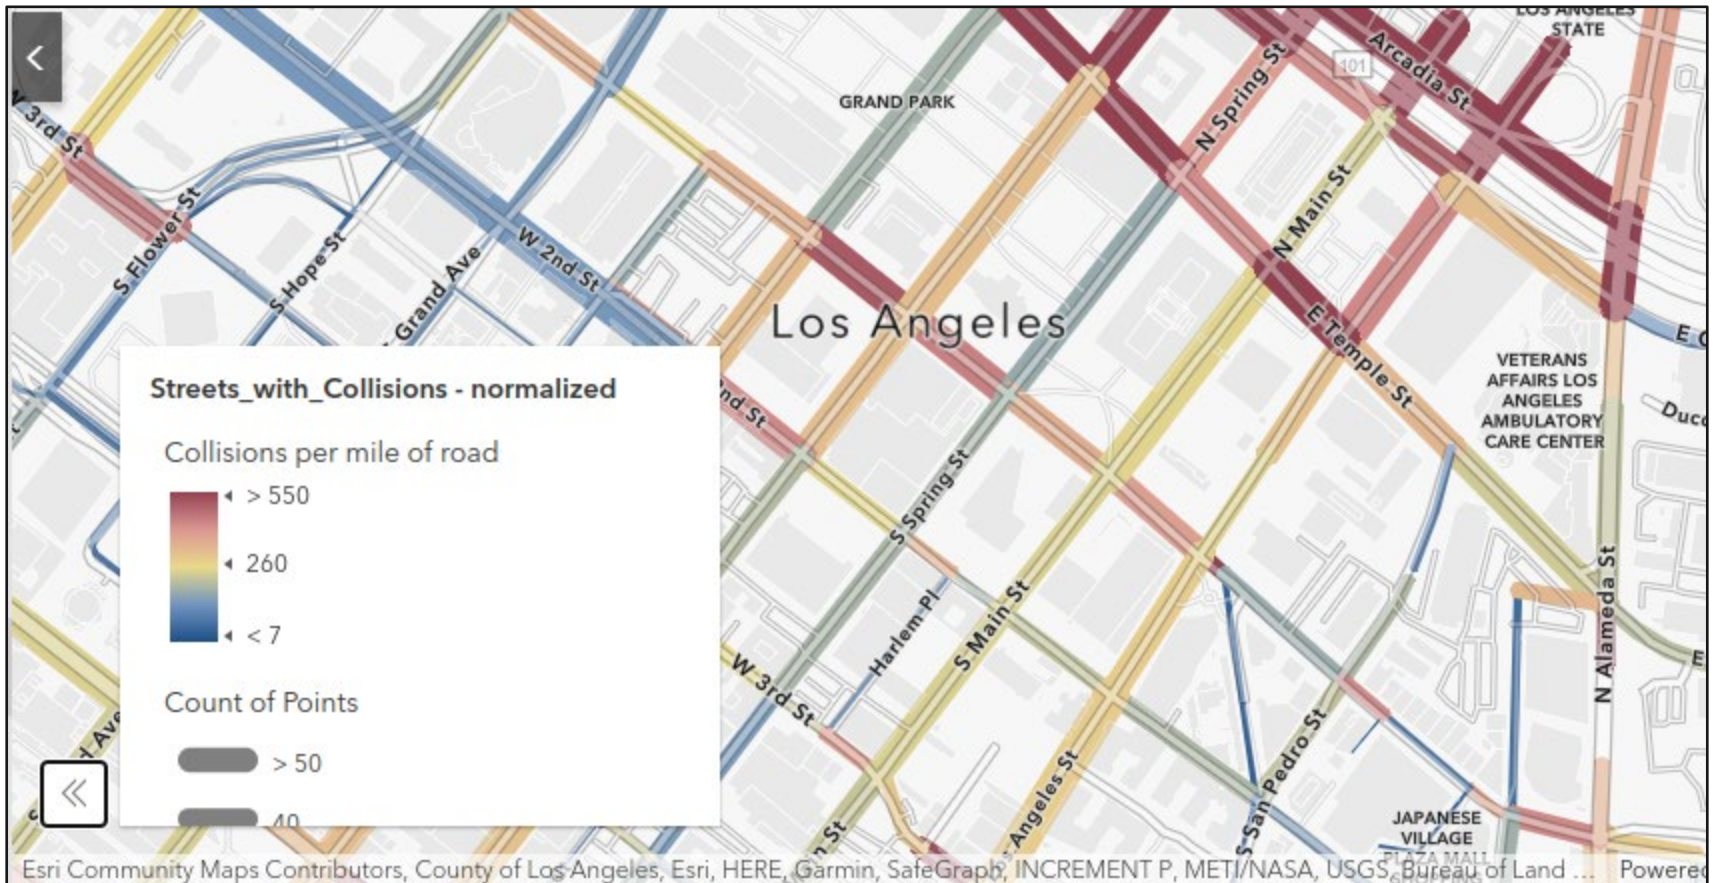 LOS ANGELES
STATE
Arcadia St
101
N Spring St
GRAND PARK
W 3rd St
N Main St
S Flower St
W 2nd St
S Hope St
Grand Ave
Los Angeles
E Temple St
VETERANS
AFFAIRS LOS
ANGELES
AMBULATORY
CARE CENTER
Streets_with_Collisions - normalized
Collisions per mile of road
> 550
260
< 7
Count of Points
> 50
40
2nd St
S Spring St
Harlem Pl
S Main St
W 3rd St
N Alameda St
S San Pedro St
Angeles St
JAPANESE
VILLAGE
PLAZA MALL
SHOPPING
Esri Community Maps Contributors, County of Los Angeles, Esri, HERE, Garmin, SafeGraph, INCREMENT P, METI/NASA, USGS, Bureau of Land ... Powered